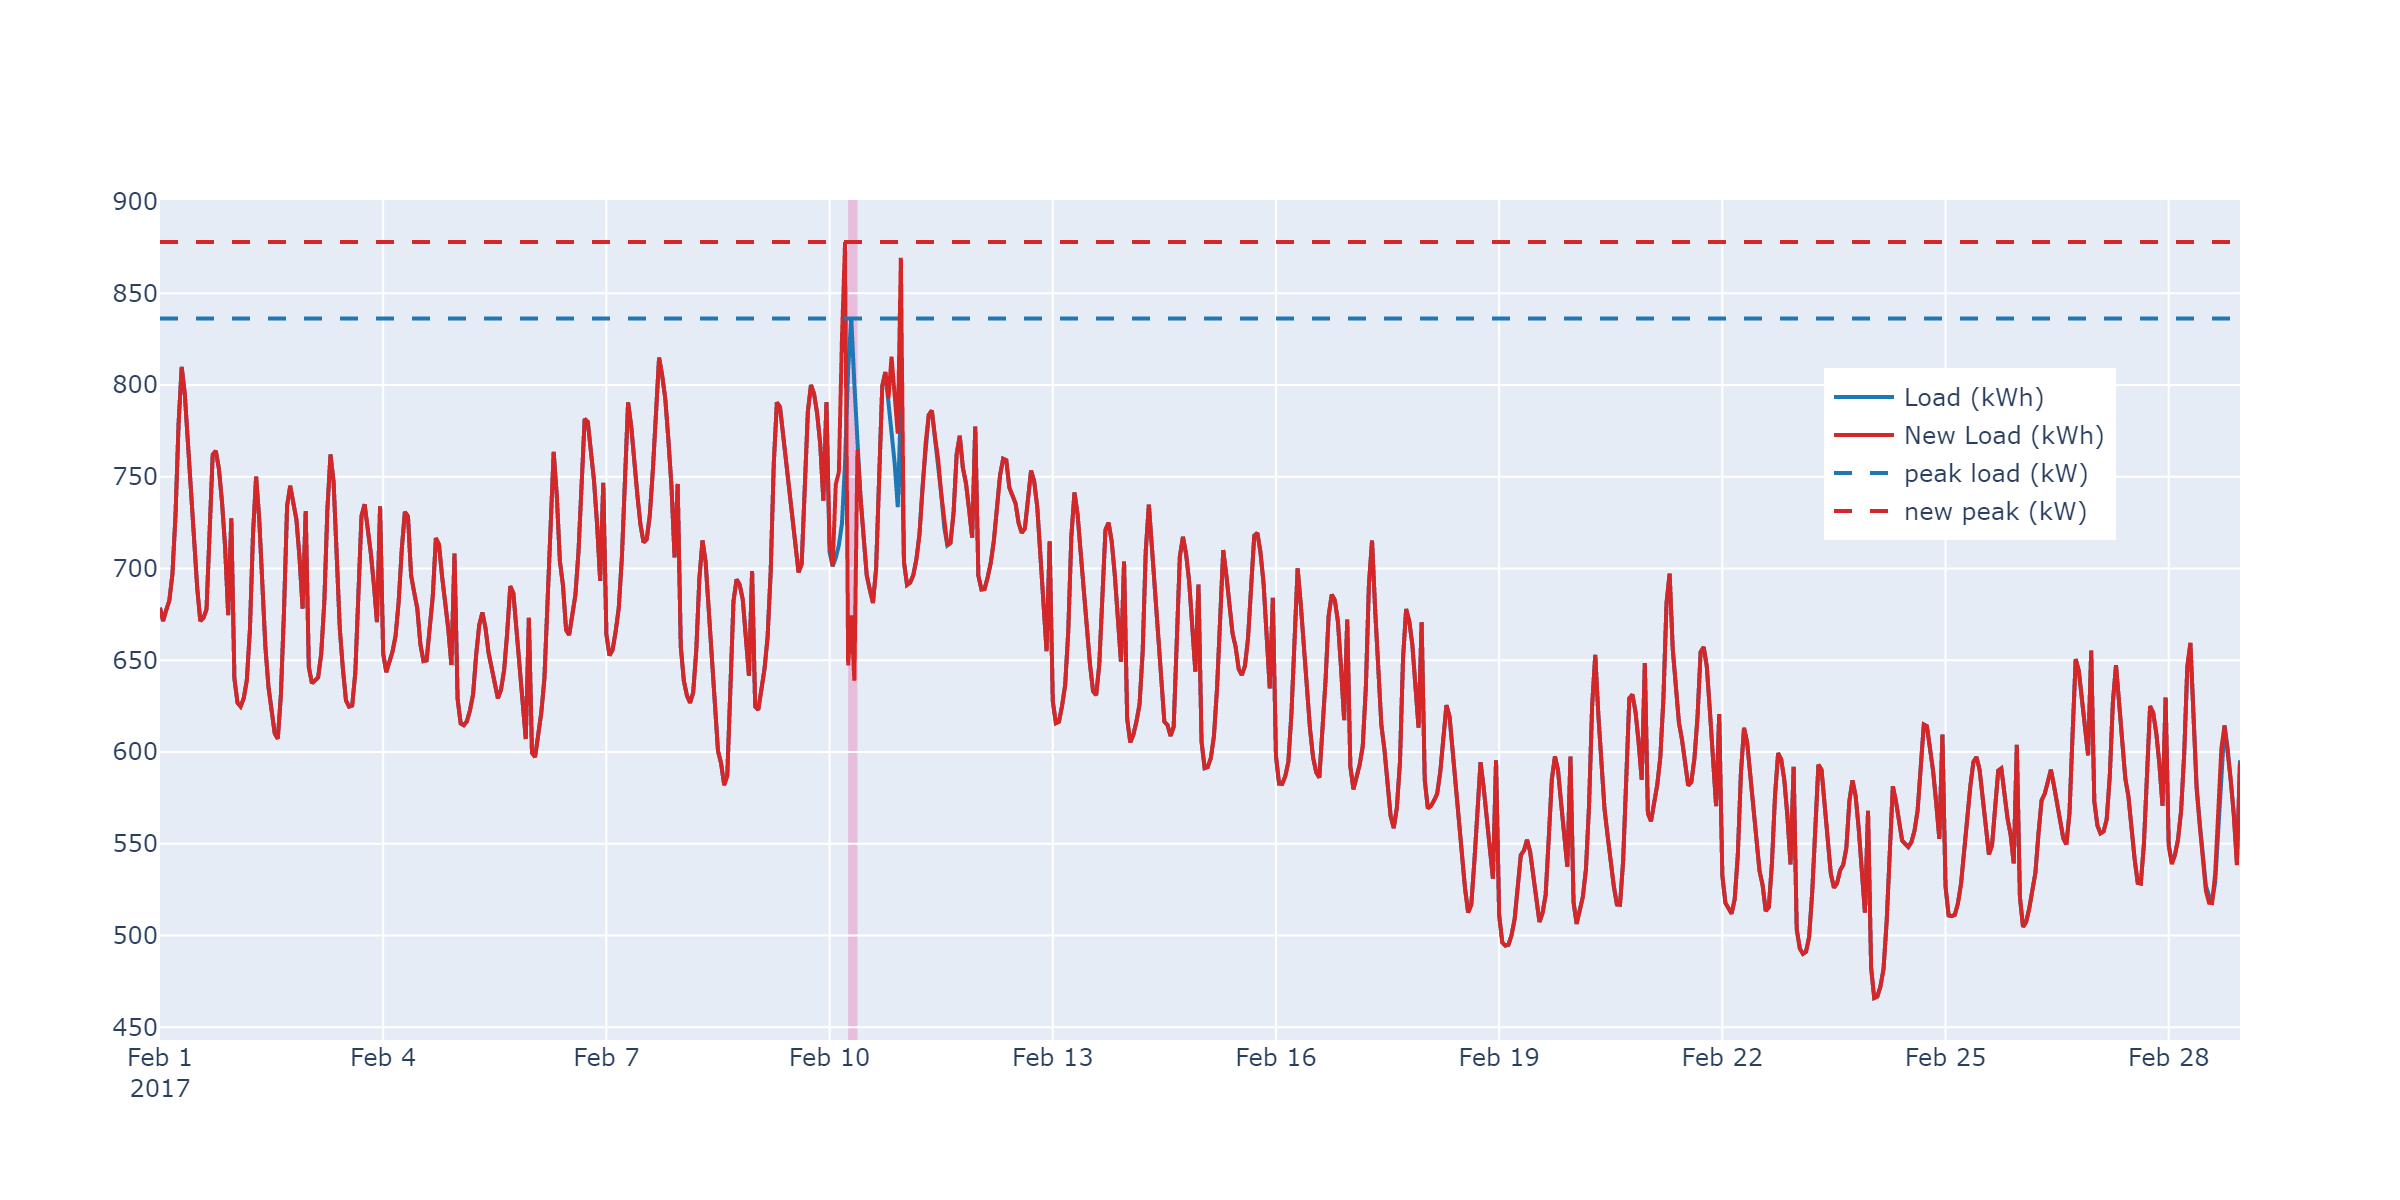 900
850
800
750
700
650
600
550
500
450
Feb 1
2017
Feb 4
Feb 7
Feb 10
Feb 13
Feb 16
Feb 19
Feb 22
Feb 25
Feb 28
Load (kWh)
New Load (kWh)
peak load (kW)
new peak (kW)